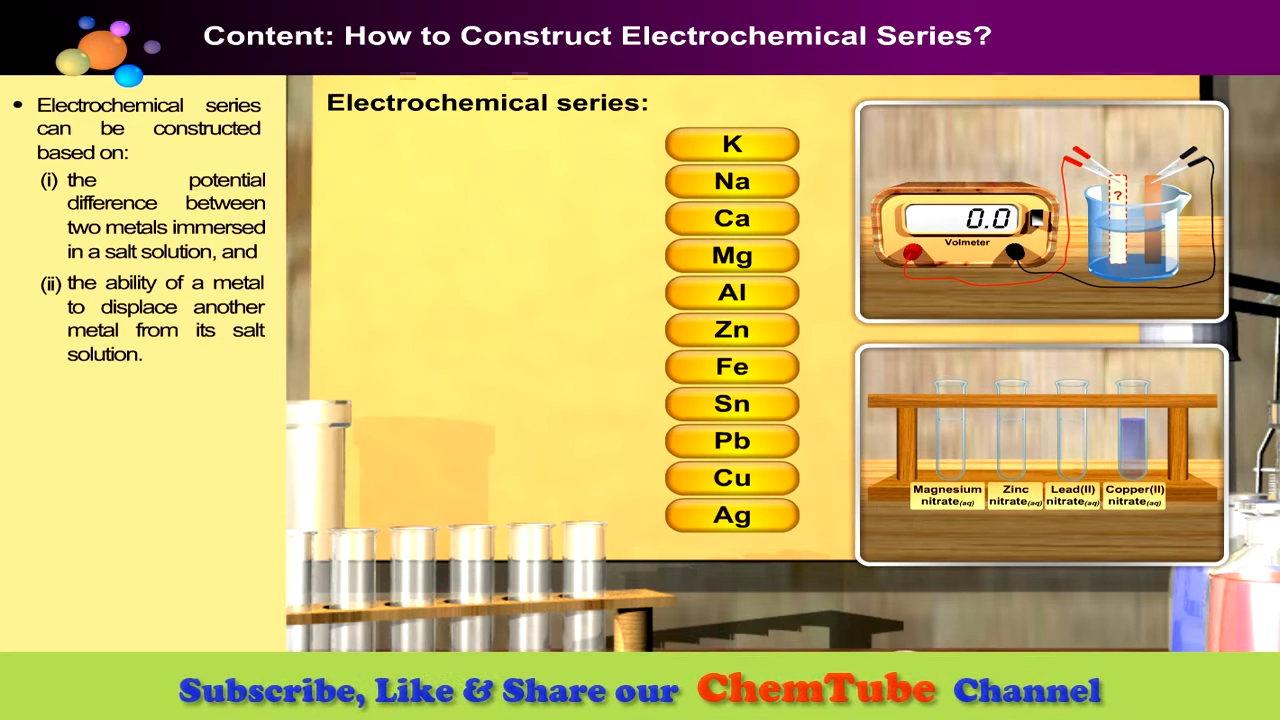 Content: How to Construct Electrochemical Series?
• Electrochemical series
can be constructed
based on:
(i) the potential
difference between
two metals immersed
in a salt solution, and
(ii) the ability of a metal
to displace another
metal from its salt
solution.
Electrochemical series:
K
Na
Ca
Mg
Al
Zn
Fe
Sn
Pb
Cu
Ag
0.0
Volmeter
?
Magnesium
nitrate(aq)
Zinc
nitrate(aq)
Lead(II)
nitrate(aq)
Copper(II)
nitrate(aq)
Subscribe, Like & Share our ChemTube Channel